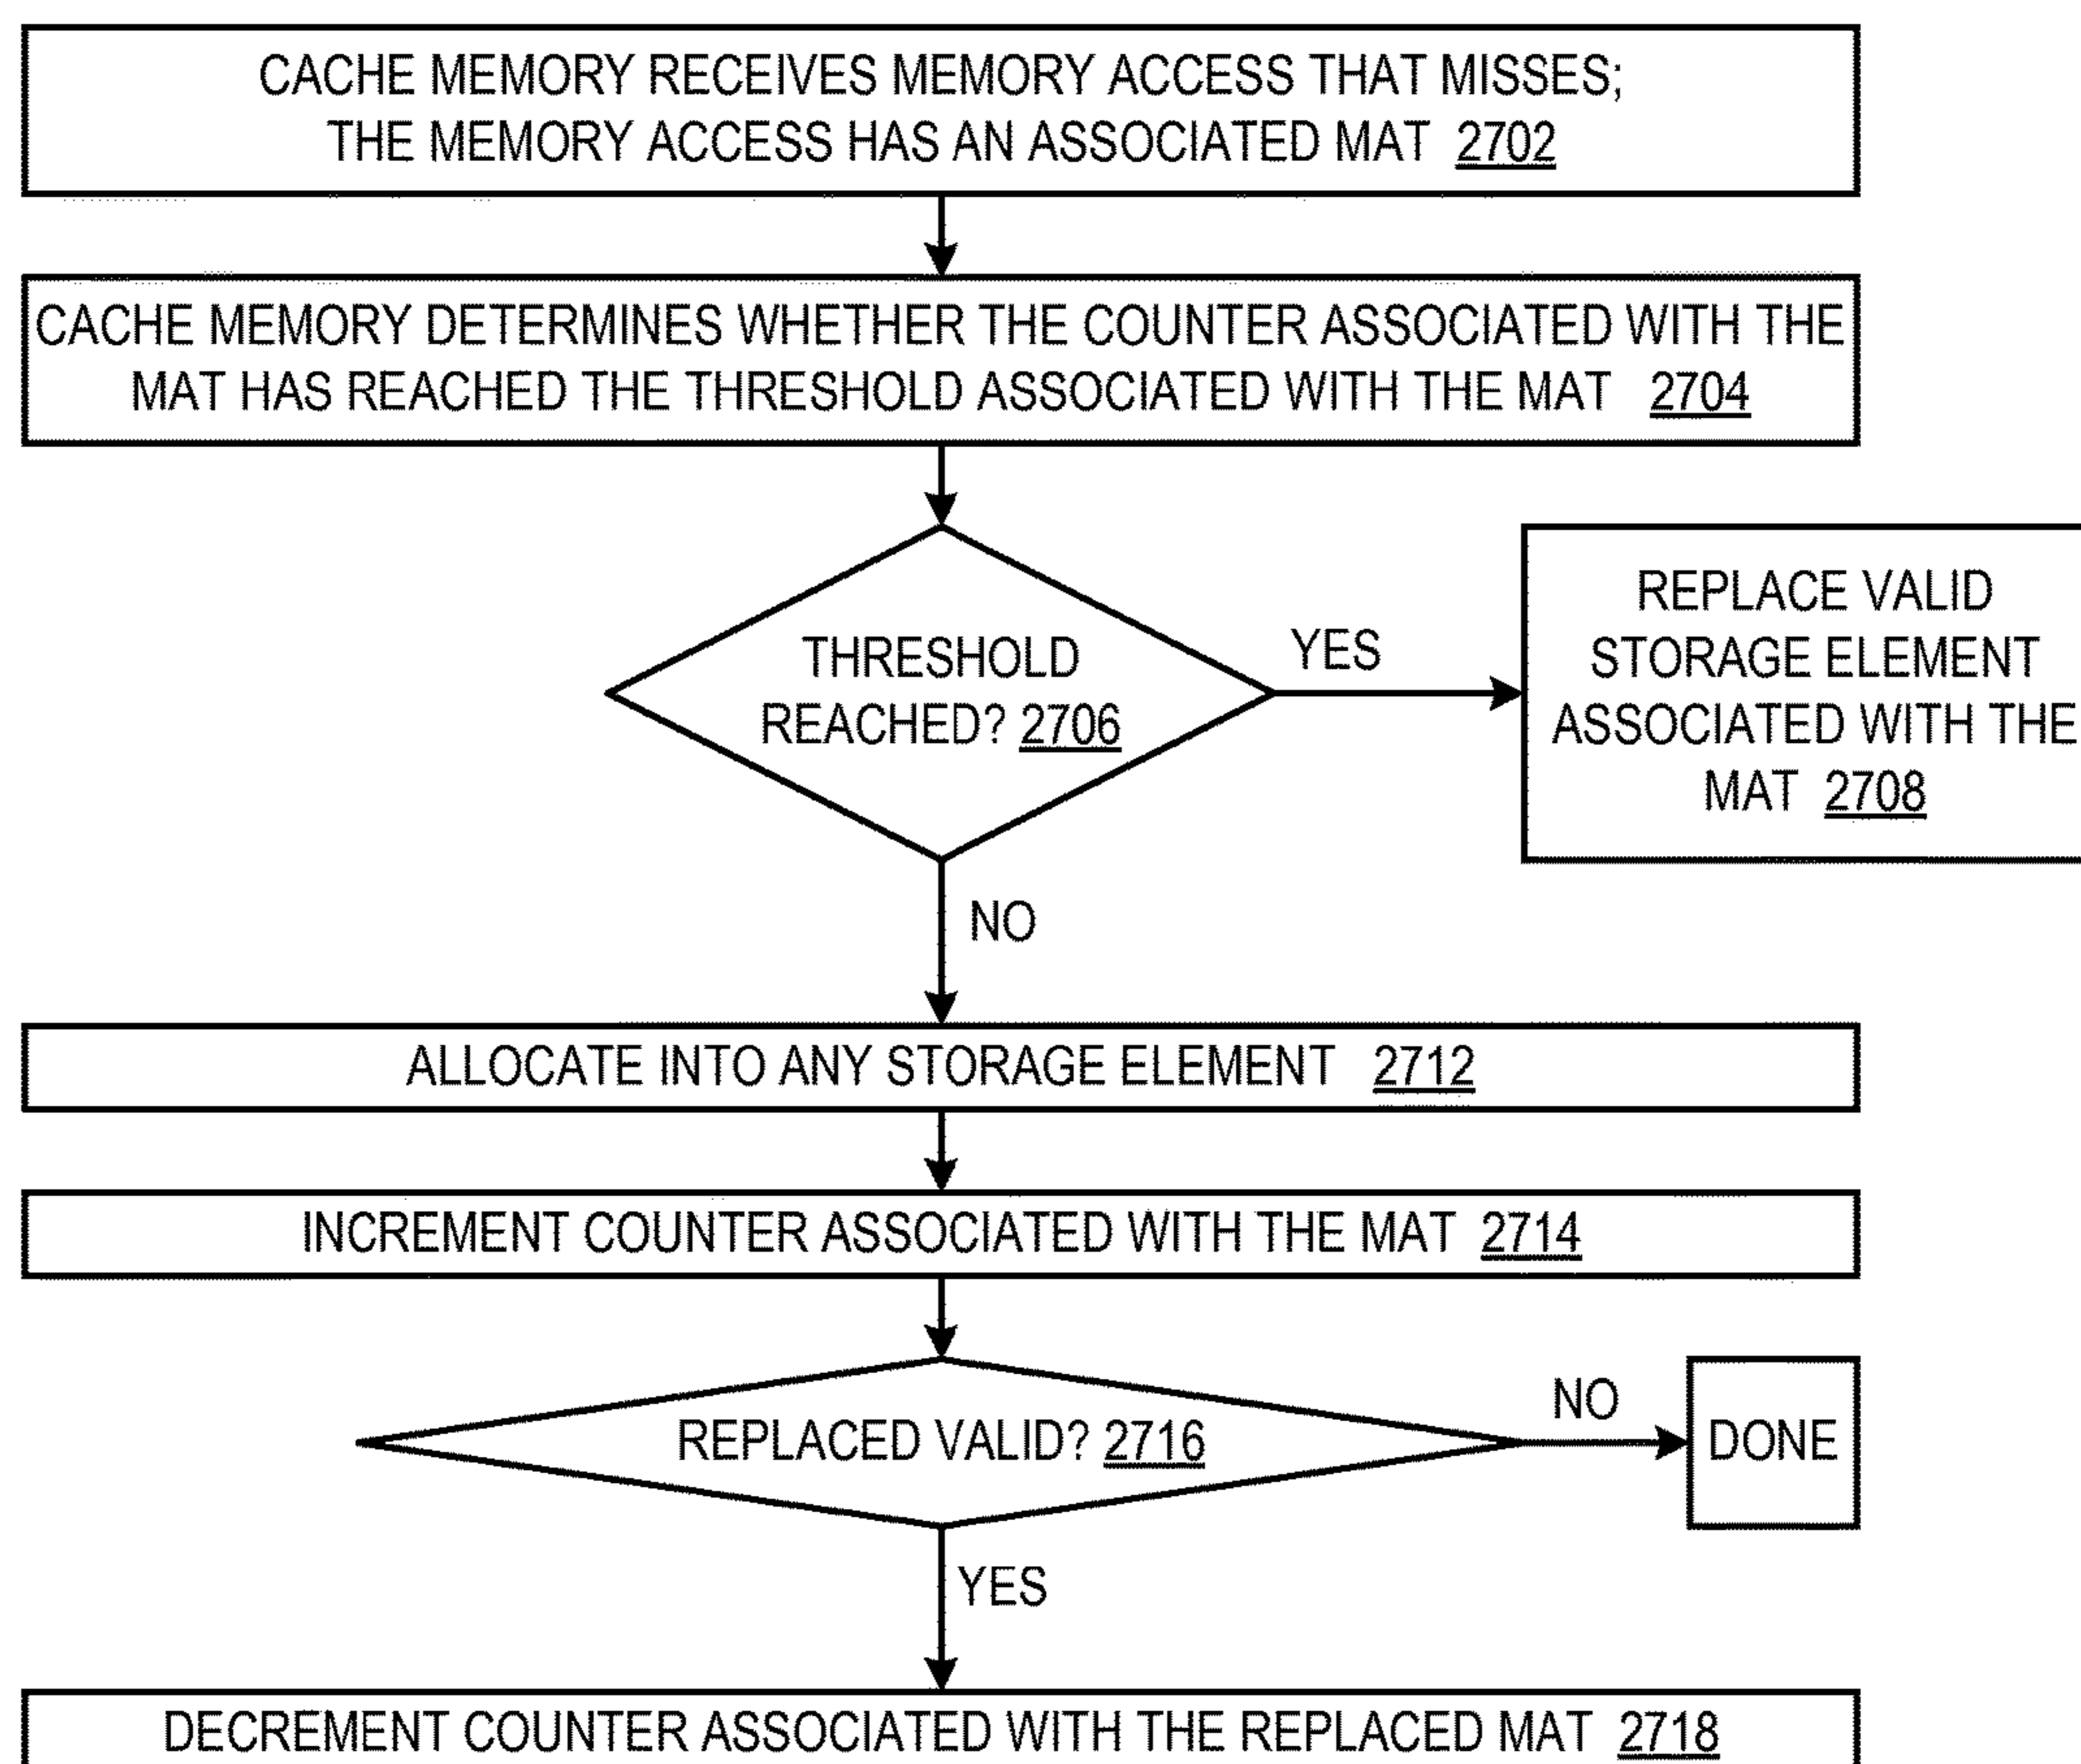 CACHE MEMORY RECEIVES MEMORY ACCESS THAT MISSES;
THE MEMORY ACCESS HAS AN ASSOCIATED MAT 2702
CACHE MEMORY DETERMINES WHETHER THE COUNTER ASSOCIATED WITH THE
MAT HAS REACHED THE THRESHOLD ASSOCIATED WITH THE MAT 2704
THRESHOLD
REACHED? 2706
YES
REPLACE VALID
STORAGE ELEMENT
ASSOCIATED WITH THE
MAT 2708
NO
ALLOCATE INTO ANY STORAGE ELEMENT 2712
INCREMENT COUNTER ASSOCIATED WITH THE MAT 2714
REPLACED VALID? 2716
NO
DONE
YES
DECREMENT COUNTER ASSOCIATED WITH THE REPLACED MAT 2718